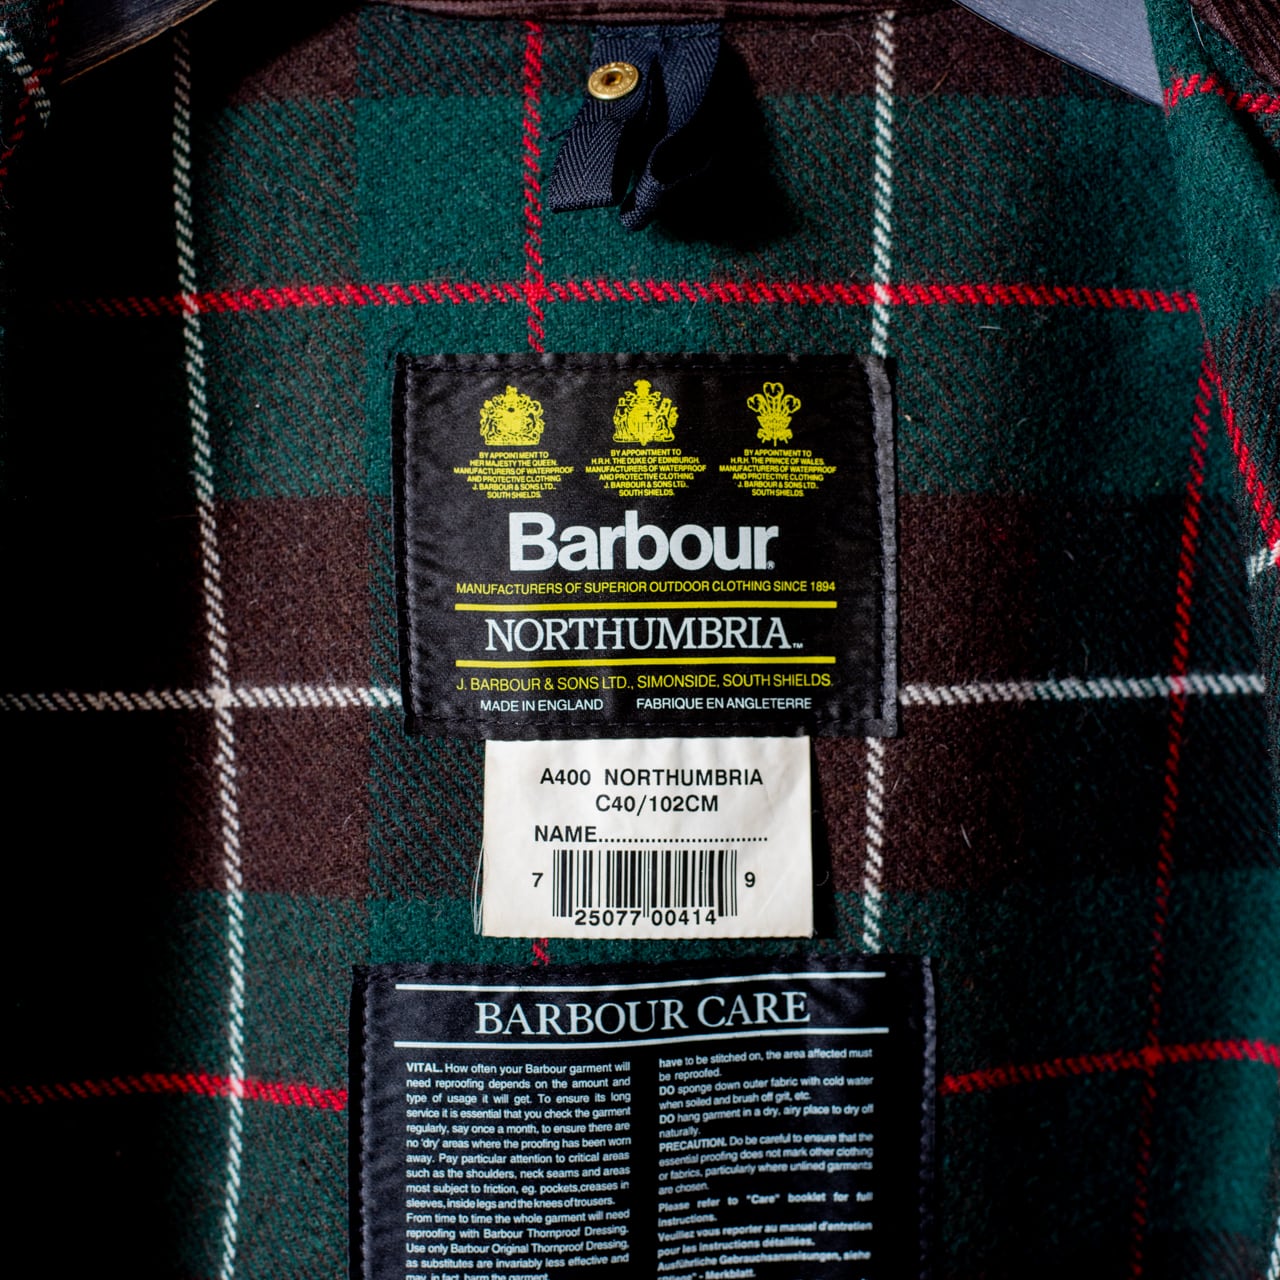 BY APPOINTMENT TO
HER MAJESTY THE QUEEN.
MANUFACTURERS OF WATERPROOF
AND PROTECTIVE CLOTHING
J. BARBOUR & SONS LTD.,
SOUTH SHIELDS.
BY APPOINTMENT TO
H.R.H. THE DUKE OF EDINBURGH.
MANUFACTURERS OF WATERPROOF
AND PROTECTIVE CLOTHING
J. BARBOUR & SONS LTD.,
SOUTH SHIELDS.
BY APPOINTMENT TO
H.R.H. THE PRINCE OF WALES.
MANUFACTURERS OF WATERPROOF
AND PROTECTIVE CLOTHING
J. BARBOUR & SONS LTD.,
SOUTH SHIELDS.
Barbour®
MANUFACTURERS OF SUPERIOR OUTDOOR CLOTHING SINCE 1894
NORTHUMBRIA™
J. BARBOUR & SONS LTD., SIMONSIDE, SOUTH SHIELDS.
MADE IN ENGLAND FABRIQUE EN ANGLETERRE
A400 NORTHUMBRIA
C40/102CM
NAME.............................
7 25077 00414 9
BARBOUR CARE
VITAL. How often your Barbour garment will
need reproofing depends on the amount and
type of usage it will get. To ensure its long
service it is essential that you check the garment
regularly, say once a month, to ensure there are
no 'dry' areas where the proofing has been worn
away. Pay particular attention to critical areas
such as the shoulders, neck seams and areas
most subject to friction, eg. pockets,creases in
sleeves, inside legs and the knees of trousers.
From time to time the whole garment will need
reproofing with Barbour Thornproof Dressing.
Use only Barbour Original Thornproof Dressing,
as substitutes are invariably less effective and
may, in fact, harm the garment.
have to be stitched on, the area affected must
be reproofed.
DO sponge down outer fabric with cold water
when soiled and brush off grit, etc.
DO hang garment in a dry, airy place to dry off
naturally.
PRECAUTION. Do be careful to ensure that the
essential proofing does not mark other clothing
or fabrics, particularly where unlined garments
are chosen.
Please refer to "Care" booklet for full
instructions.
Veuillez vous reporter au manuel d'entretien
pour les instructions détaillées.
Ausführliche Gebrauchsanweisungen, siehe
- Merkblatt.